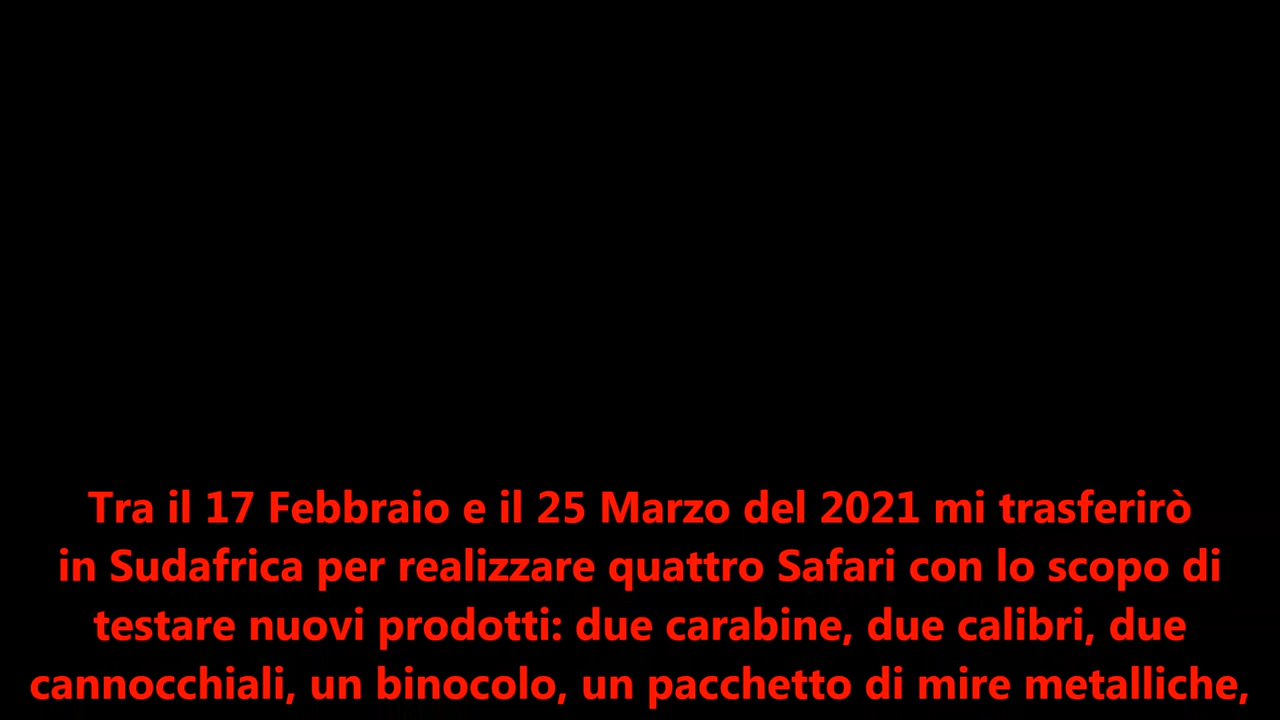 Tra il 17 Febbraio e il 25 Marzo del 2021 mi trasferirò
in Sudafrica per realizzare quattro Safari con lo scopo di
testare nuovi prodotti: due carabine, due calibri, due
cannocchiali, un binocolo, un pacchetto di mire metalliche,